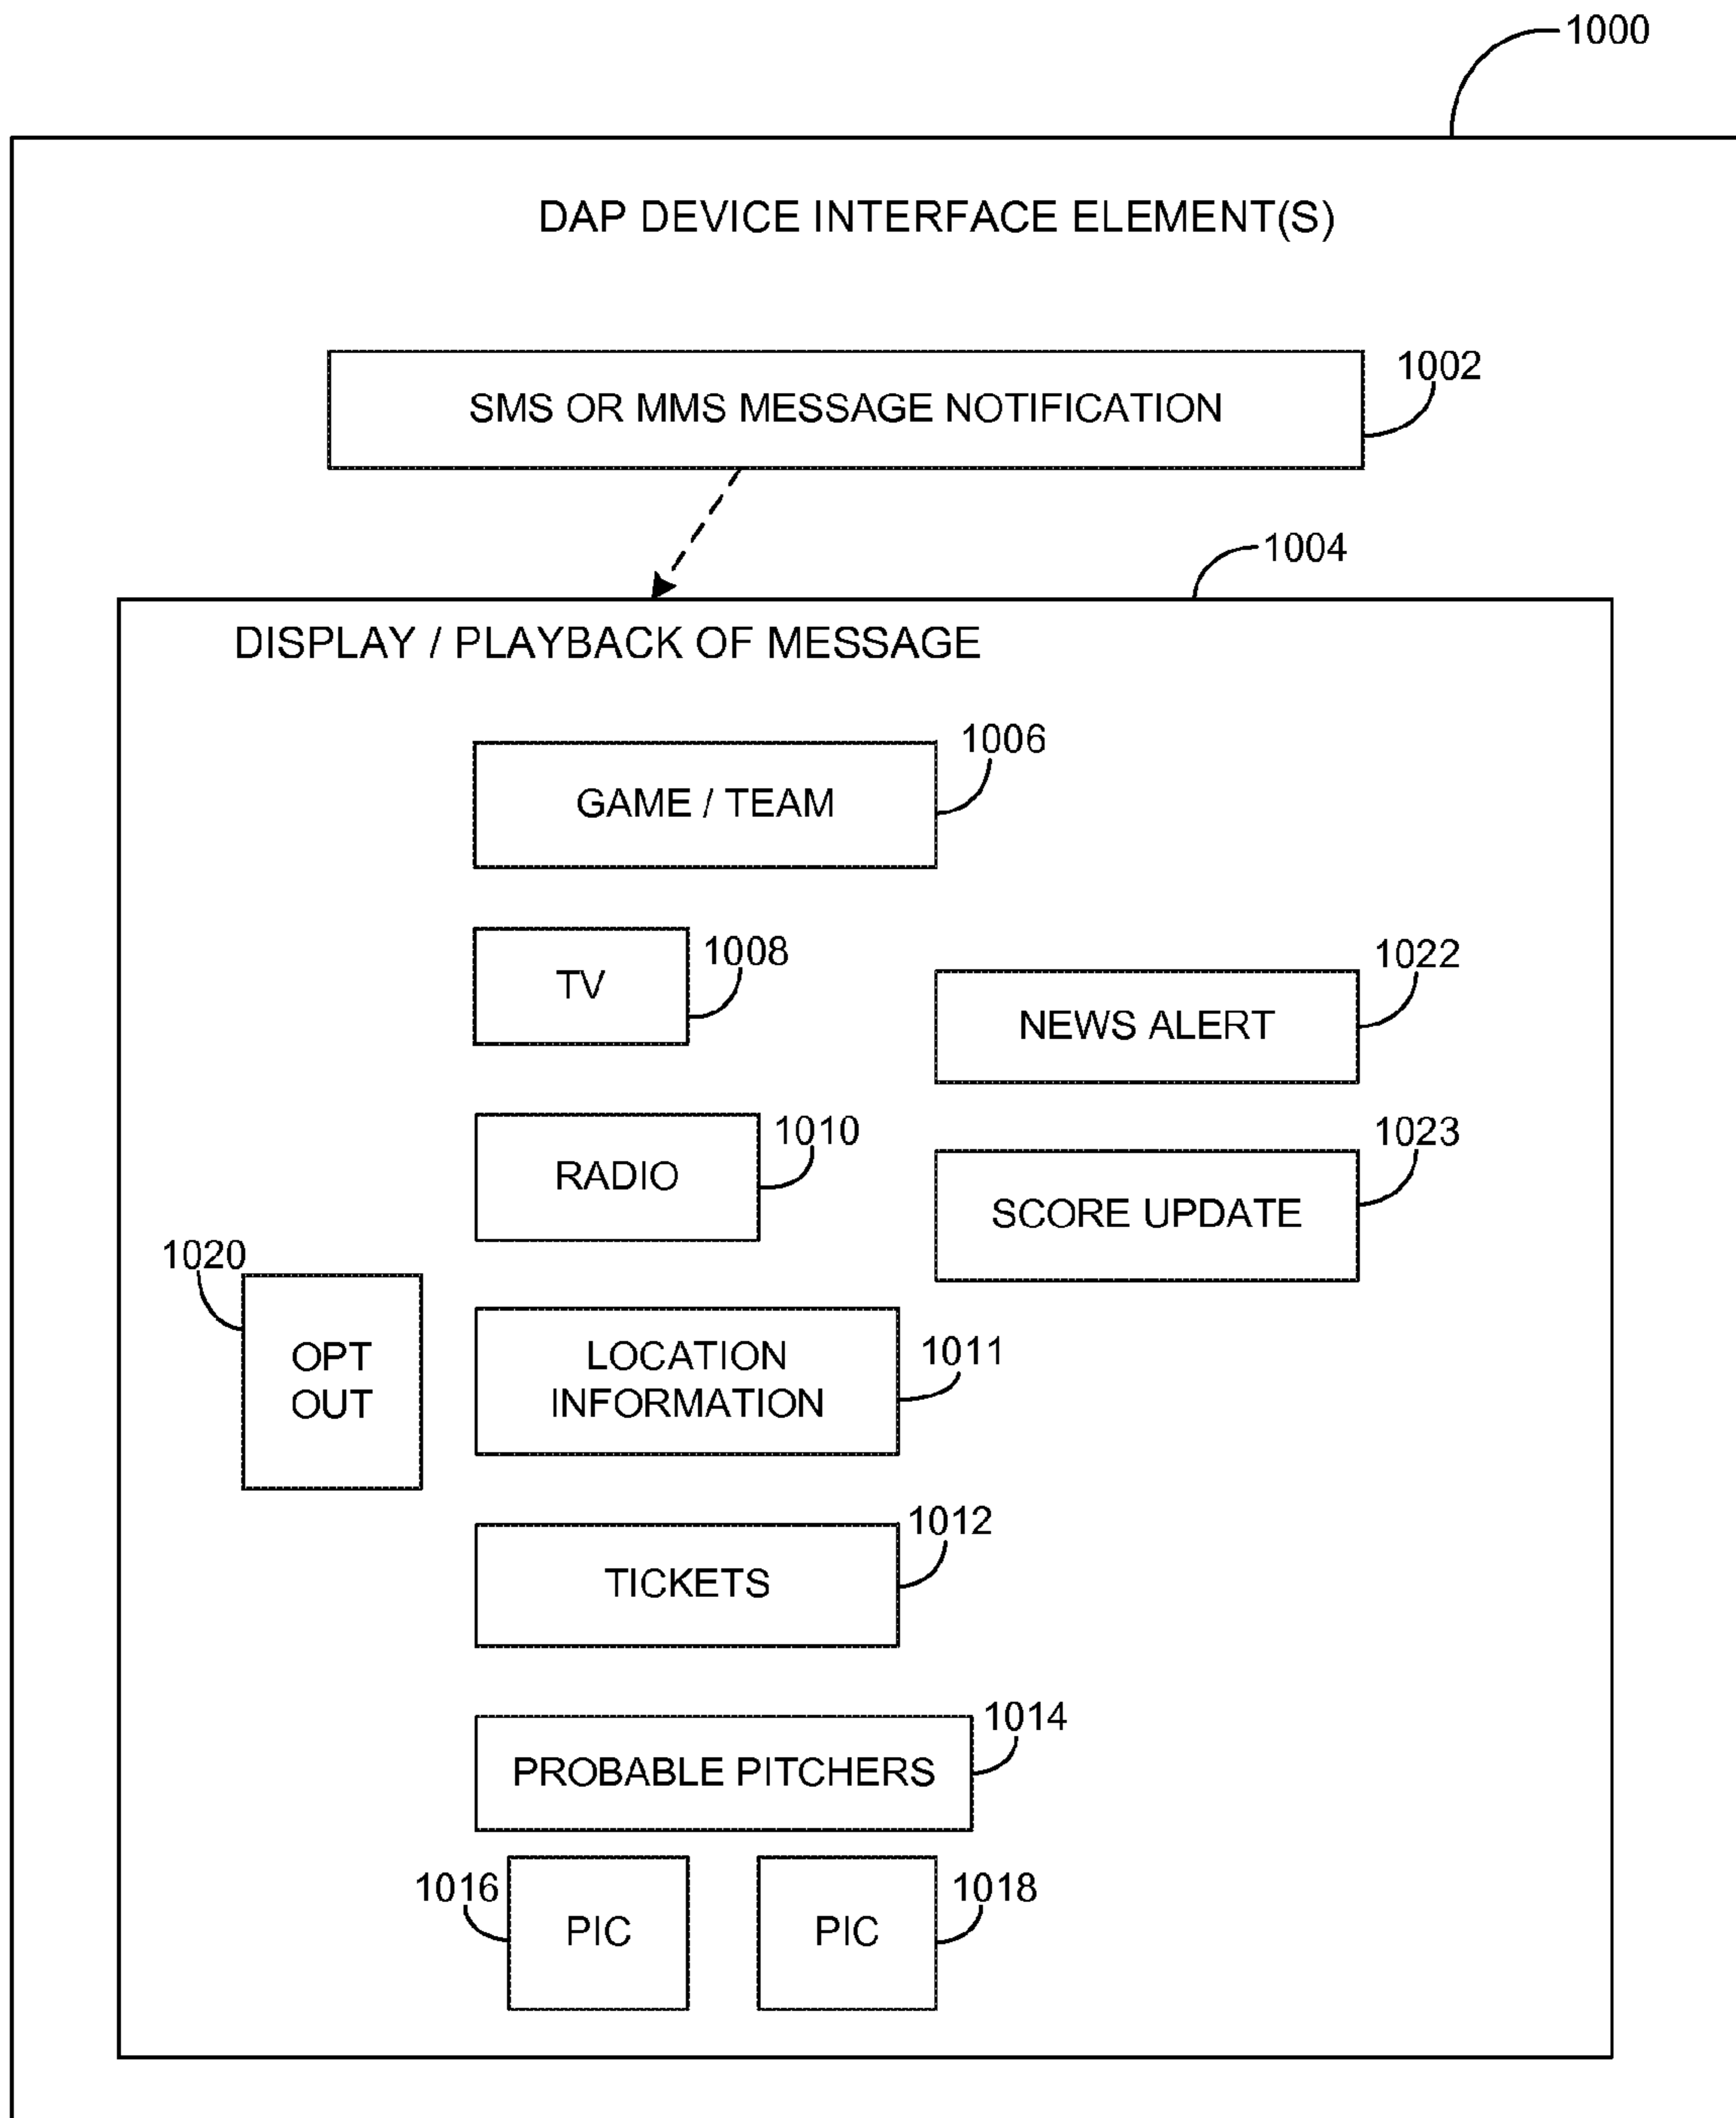 1000
DAP DEVICE INTERFACE ELEMENT(S)
1002
SMS OR MMS MESSAGE NOTIFICATION
1004
DISPLAY / PLAYBACK OF MESSAGE
1006
GAME / TEAM
1008
TV
1022
NEWS ALERT
1010
RADIO
1023
SCORE UPDATE
1020
OPT
OUT
1011
LOCATION
INFORMATION
1012
TICKETS
1014
PROBABLE PITCHERS
1016
PIC
1018
PIC